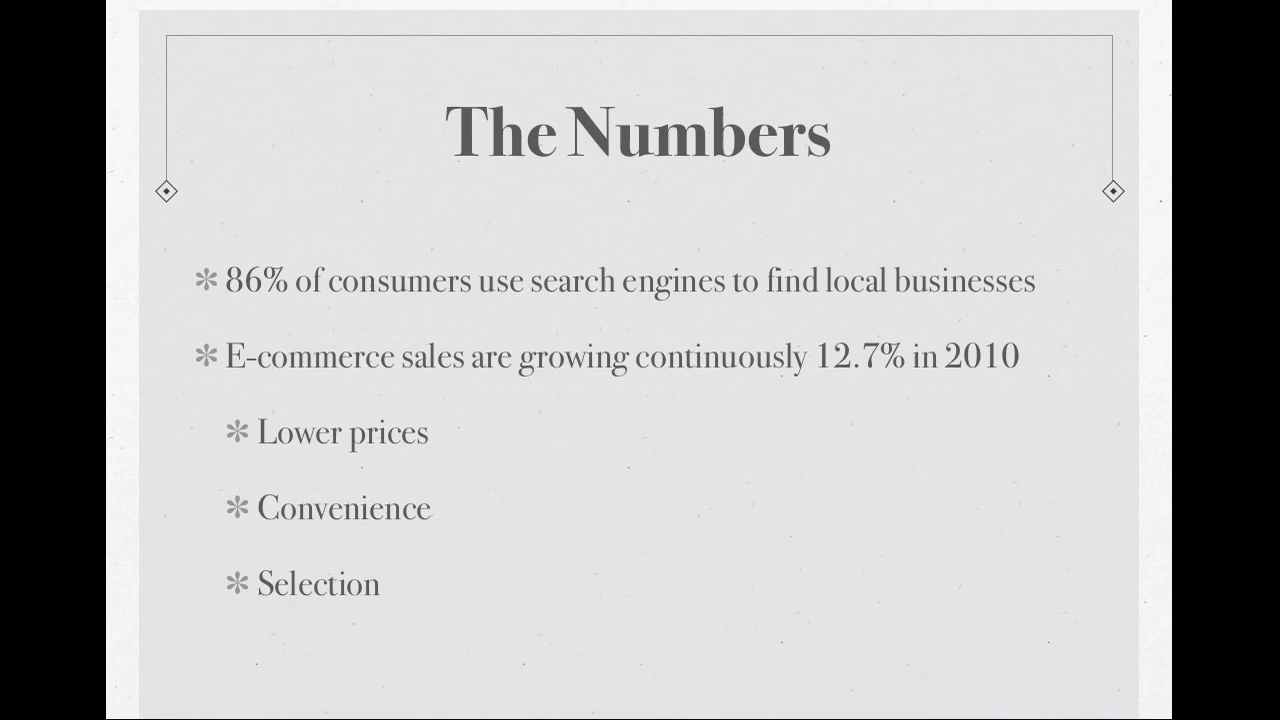 The Numbers
86% of consumers use search engines to find local businesses
E-commerce sales are growing continuously 12.7% in 2010
Lower prices
Convenience
Selection